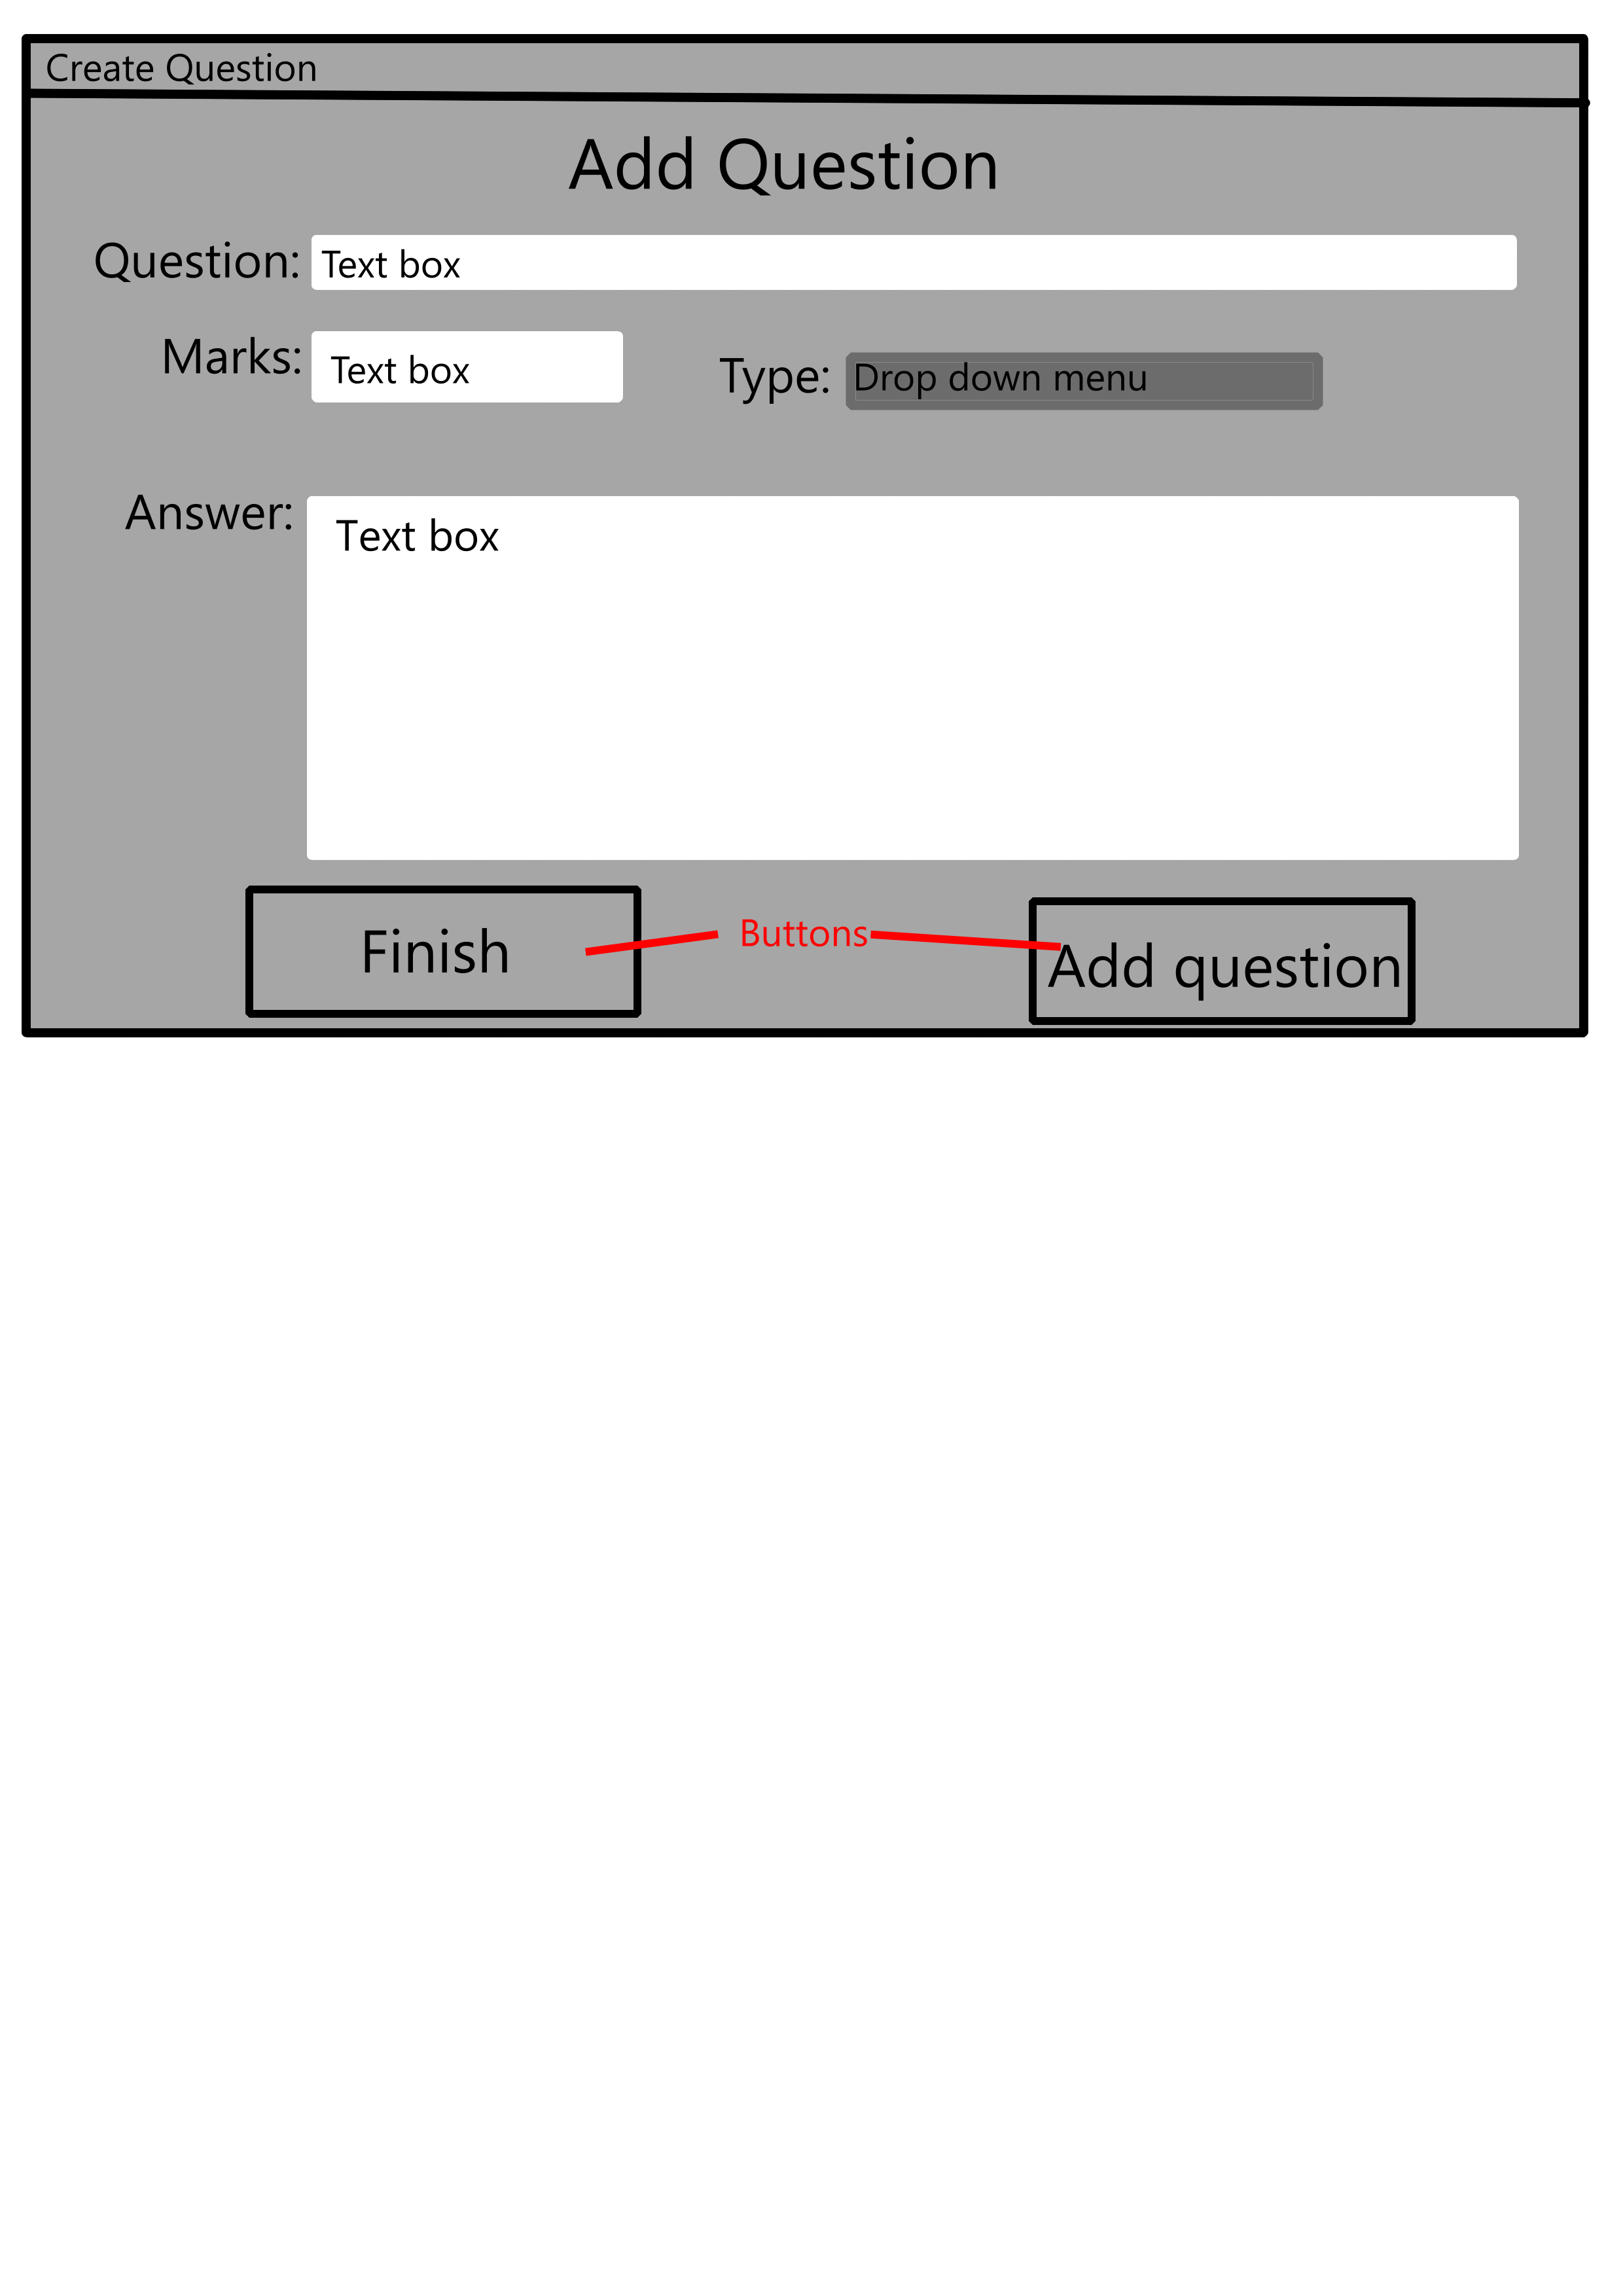 Create Question
Add Question
Question: Text box
Marks: Text box
Type: Drop down menu
Answer: Text box
Finish
Buttons
Add question